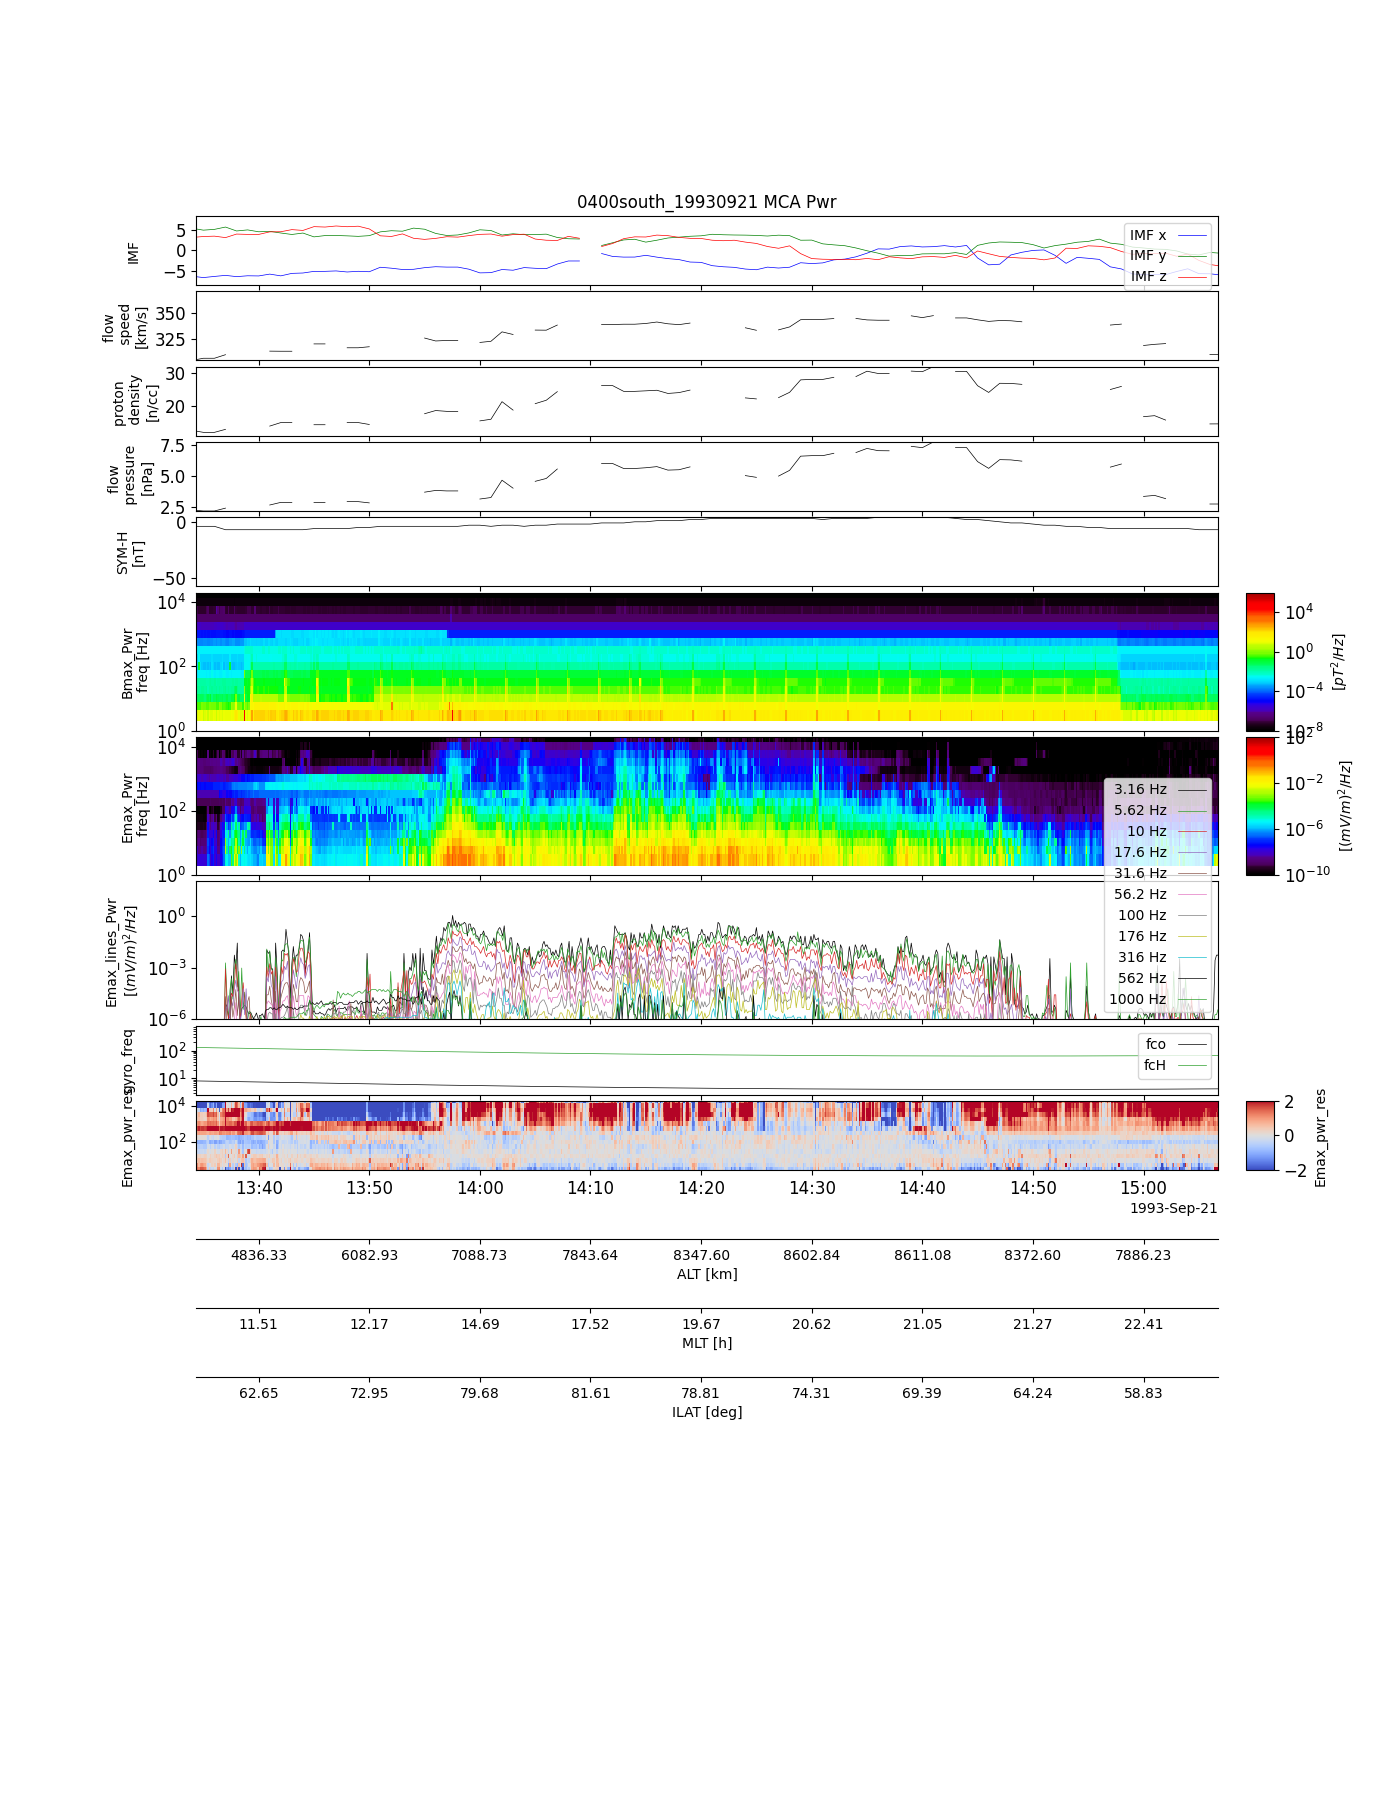 0400south_19930921 MCA Pwr
IMF
5
0
−5
IMF x
IMF y
IMF z
flow
speed
[km/s]
350
325
proton
density
[n/cc]
30
20
flow
pressure
[nPa]
7.5
5.0
2.5
SYM-H
[nT]
0
−50
Bmax_Pwr
freq [Hz]
10^4
10^2
10^0
10^4
10^0
10^−4
10^−8
[pT^2/Hz]
Emax_Pwr
freq [Hz]
10^4
10^2
10^0
10^2
10^−2
10^−6
10^−10
[(mV/m)^2/Hz]
3.16 Hz
5.62 Hz
10 Hz
17.6 Hz
31.6 Hz
56.2 Hz
100 Hz
176 Hz
316 Hz
562 Hz
1000 Hz
Emax_lines_Pwr
[(mV/m)^2/Hz]
10^0
10^−3
10^−6
gyro_freq
10^2
10^1
fco
fcH
Emax_pwr_res
10^4
10^2
2
0
−2
Emax_pwr_res
13:40 13:50 14:00 14:10 14:20 14:30 14:40 14:50 15:00
1993-Sep-21
4836.33 6082.93 7088.73 7843.64 8347.60 8602.84 8611.08 8372.60 7886.23
ALT [km]
11.51 12.17 14.69 17.52 19.67 20.62 21.05 21.27 22.41
MLT [h]
62.65 72.95 79.68 81.61 78.81 74.31 69.39 64.24 58.83
ILAT [deg]